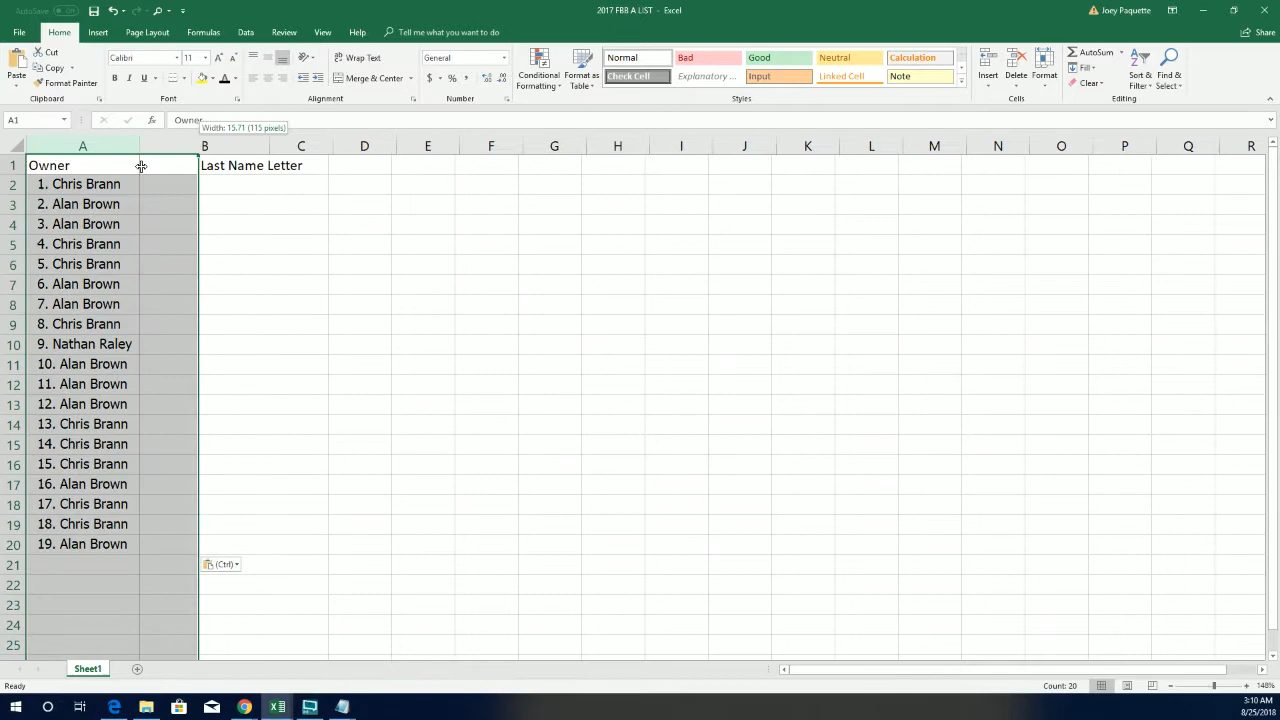 AutoSave Off
2017 FBB A LIST - Excel
Joey Paquette
File Home Insert Page Layout Formulas Data Review View Help Tell me what you want to do Share
Paste Cut Copy Format Painter Clipboard
Calibri 11 B I U Font
Wrap Text Merge & Center Alignment
General $ % , Number
Conditional Formatting Format as Table
Normal Bad Good Neutral Calculation
Check Cell Explanatory ... Input Linked Cell Note
Styles
Insert Delete Format Cells
AutoSum Fill Clear Sort & Filter Find & Select Editing
A1 fx Owner
Width: 15.71 (115 pixels)
A B C D E F G H I J K L M N O P Q R
1 Owner Last Name Letter
2 1. Chris Brann
3 2. Alan Brown
4 3. Alan Brown
5 4. Chris Brann
6 5. Chris Brann
7 6. Alan Brown
8 7. Alan Brown
9 8. Chris Brann
10 9. Nathan Raley
11 10. Alan Brown
12 11. Alan Brown
13 12. Alan Brown
14 13. Chris Brann
15 14. Chris Brann
16 15. Chris Brann
17 16. Alan Brown
18 17. Chris Brann
19 18. Chris Brann
20 19. Alan Brown
21 (Ctrl)
22
23
24
25
Sheet1
Ready Count: 20 148%
3:10 AM
8/25/2018